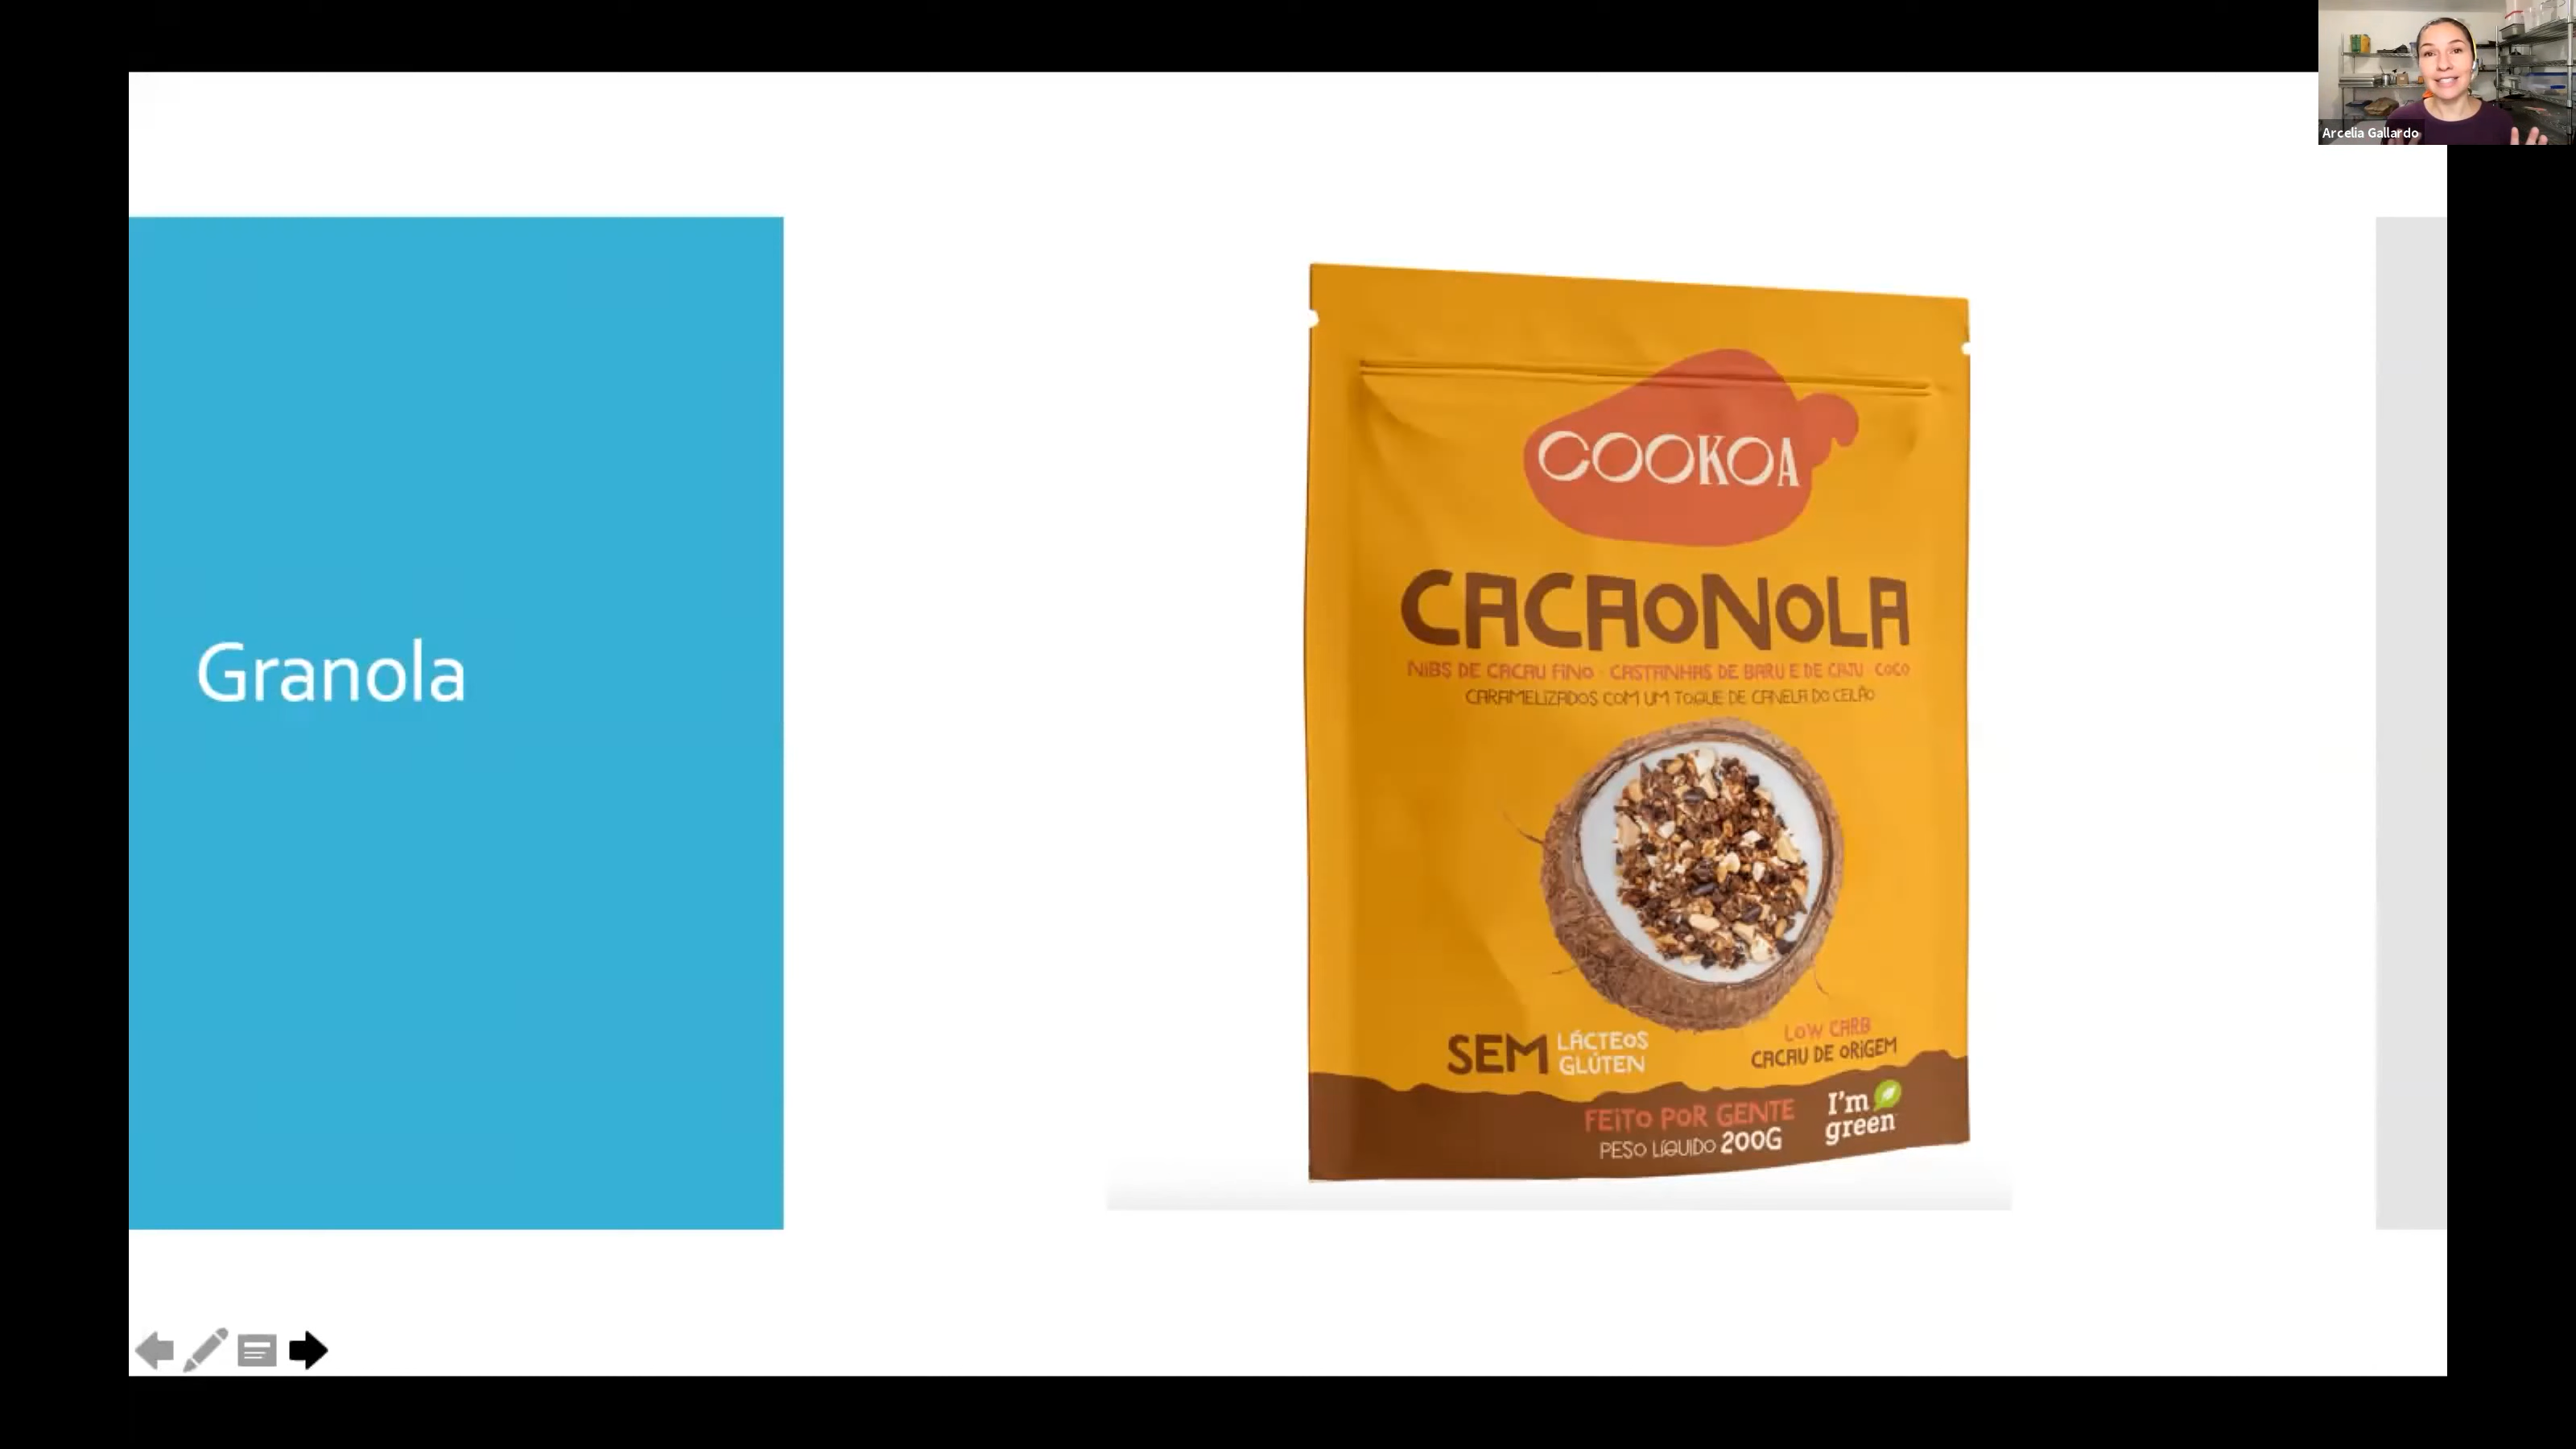 Arcelia Gallardo
Granola
COOKOA
CACAONOLA
NIBS DE CACAU FINO · CASTANHAS DE BARU E DE CAJU · COCO
CARAMELIZADOS COM UM TOQUE DE CANELA DO CEILÃO
SEM LÁCTEOS
GLÚTEN
LOW CARB
CACAU DE ORIGEM
FEITO POR GENTE
PESO LÍQUIDO 200G
I'm
green